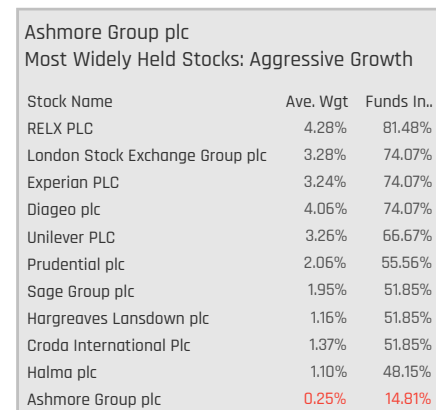 Ashmore Group plc
Most Widely Held Stocks: Aggressive Growth
Stock Name Ave. Wgt Funds In..
RELX PLC 4.28% 81.48%
London Stock Exchange Group plc 3.28% 74.07%
Experian PLC 3.24% 74.07%
Diageo plc 4.06% 74.07%
Unilever PLC 3.26% 66.67%
Prudential plc 2.06% 55.56%
Sage Group plc 1.95% 51.85%
Hargreaves Lansdown plc 1.16% 51.85%
Croda International Plc 1.37% 51.85%
Halma plc 1.10% 48.15%
Ashmore Group plc 0.25% 14.81%